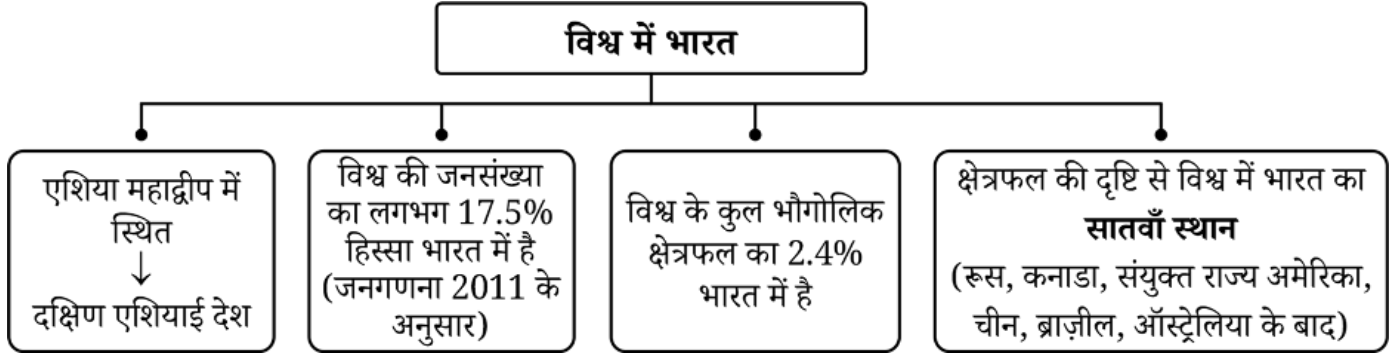 विश्व में भारत
एशिया महाद्वीप में
स्थित
↓
दक्षिण एशियाई देश
विश्व की जनसंख्या
का लगभग 17.5%
हिस्सा भारत में है
(जनगणना 2011 के
अनुसार)
विश्व के कुल भौगोलिक
क्षेत्रफल का 2.4%
भारत में है
क्षेत्रफल की दृष्टि से विश्व में भारत का
सातवाँ स्थान
(रूस, कनाडा, संयुक्त राज्य अमेरिका,
चीन, ब्राज़ील, ऑस्ट्रेलिया के बाद)